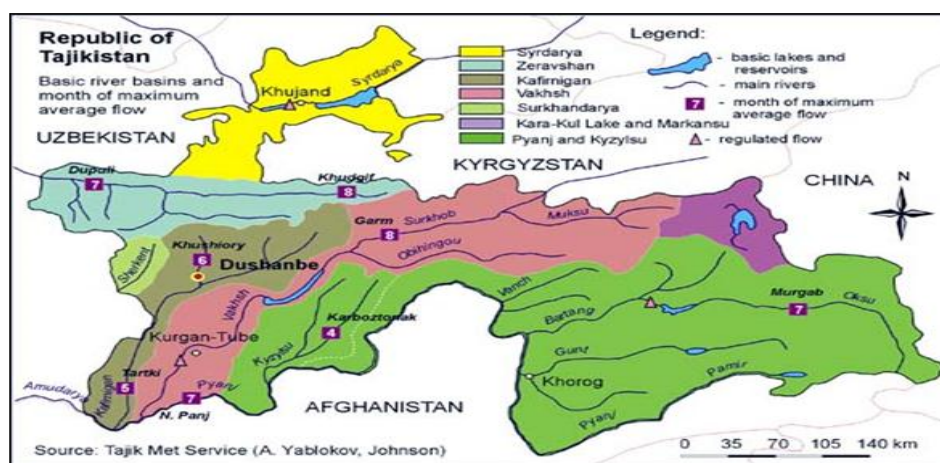 Republic of
Tajikistan
Basic river basins and
month of maximum
average flow
Legend:
Syrdarya
Zeravshan
Kafirnigan
Vakhsh
Surkhandarya
Kara-Kul Lake and Markansu
Pyanj and Kyzylsu
- basic lakes and
reservoirs
- main rivers
7 - month of maximum
average flow
- regulated flow
Khujand
Syrdarya
UZBEKISTAN
KYRGYZSTAN
CHINA
N
Dupuli
7
Khudgif
8
Garm
8
Surkhob
Muksu
Obihingou
Khushiory
6
Sherkent
Dushanbe
Vakhsh
Vanch
Bartang
Murgab
7
Oksu
Karboztonak
4
Kyzylsu
Kurgan-Tube
Gunt
Khorog
Pamir
Tartki
5
Kafirnigan
Amudarya
Pyanj
7
N. Panj
AFGHANISTAN
Pyanj
Source: Tajik Met Service (A. Yablokov, Johnson)
0 35 70 105 140 km